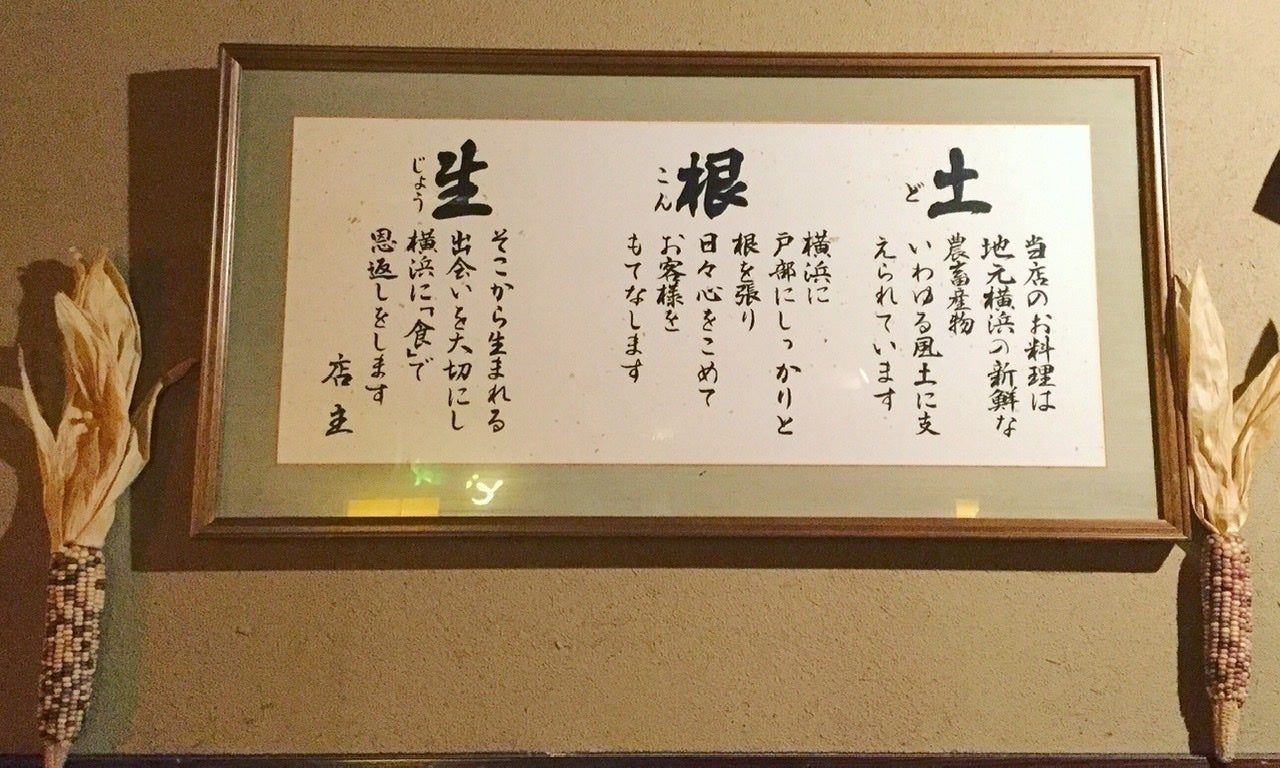 土
ど
当店のお料理は
地元横浜の新鮮な
農畜産物
いわゆる風土に支
えられています
根
こん
横浜に
戸部にしっかりと
根を張り
日々心をこめて
お客様を
もてなします
生
じょう
そこから生まれる
出会いを大切にし
横浜に「食」で
恩返しをします
店主